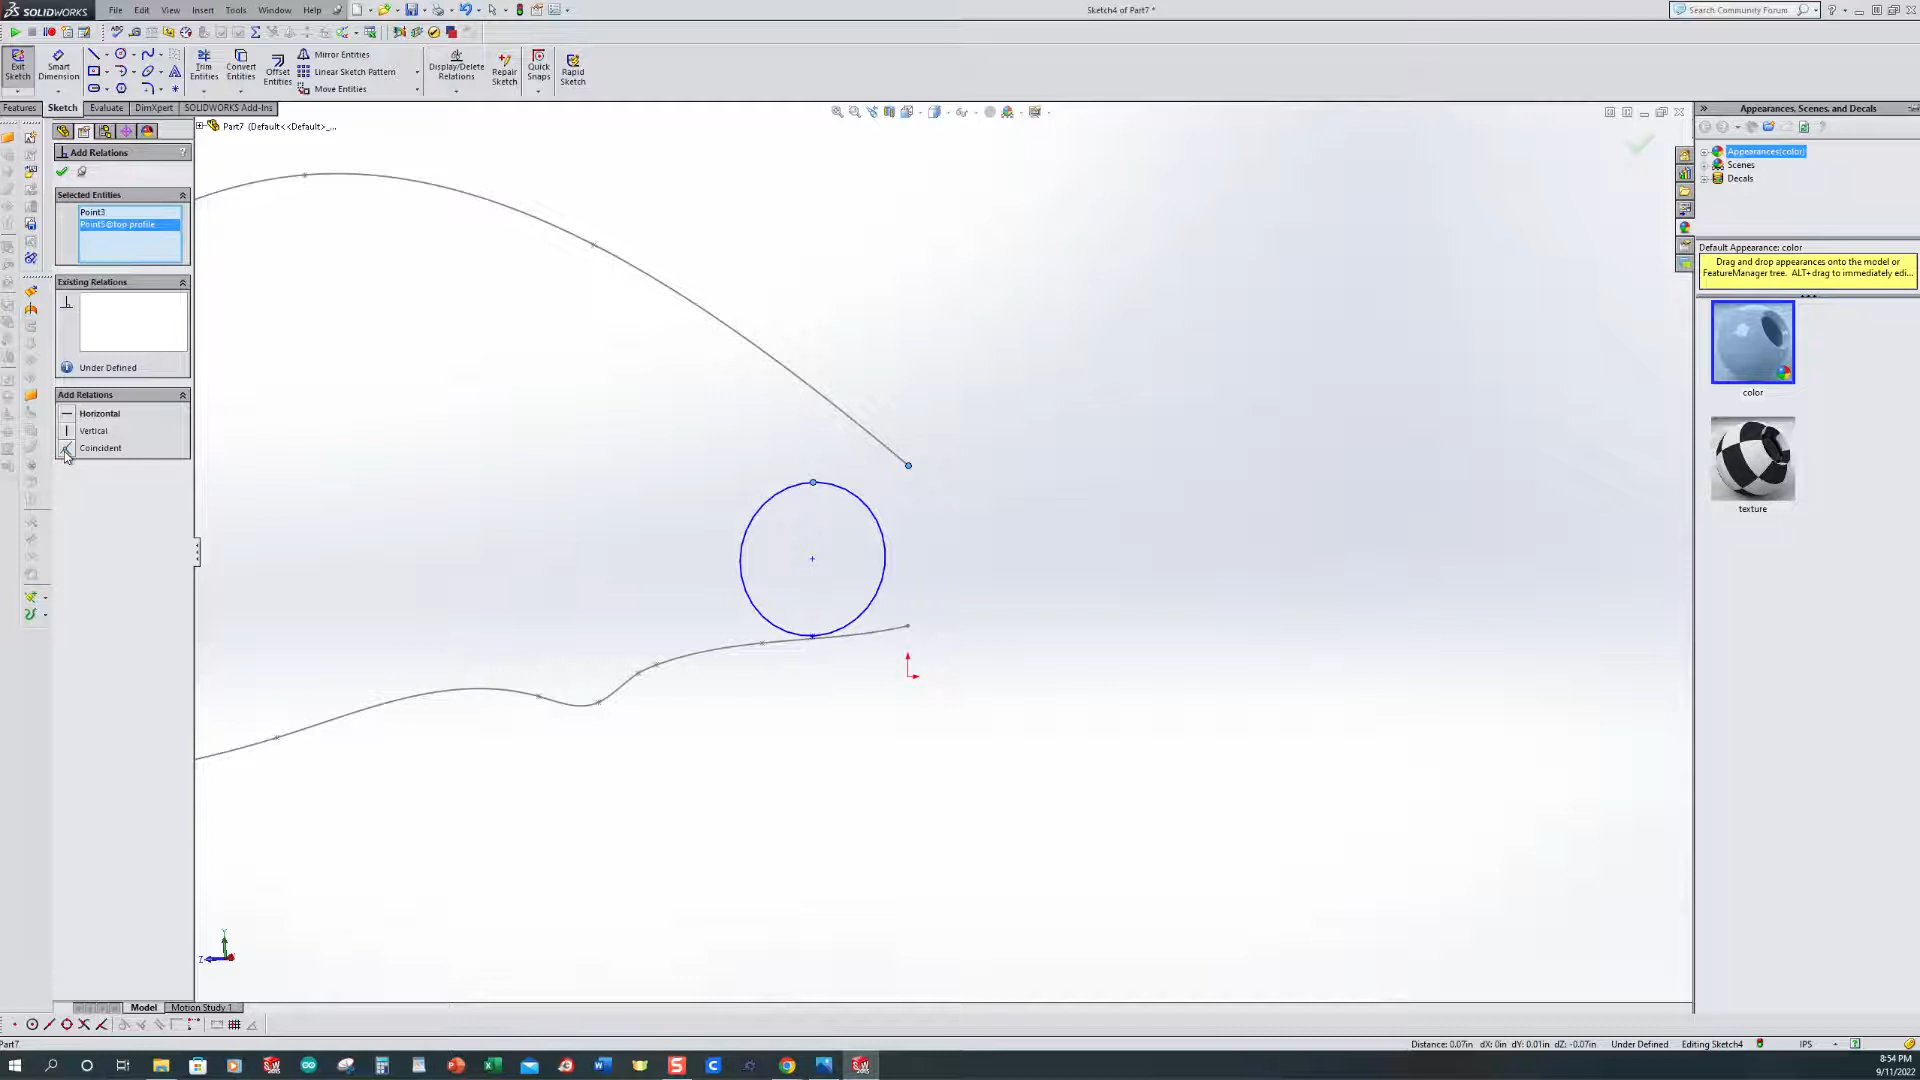 SOLIDWORKS File Edit View Insert Tools Window Help Sketch4 of Part7 * Search Community Forum
Exit Sketch Smart Dimension Trim Entities Convert Entities Offset Entities Mirror Entities Linear Sketch Pattern Move Entities Display/Delete Relations Repair Sketch Quick Snaps Rapid Sketch
Features Sketch Evaluate DimXpert SOLIDWORKS Add-Ins
Part7 (Default<<Default>_...
Add Relations ?
Selected Entities
Point3
Point5@top profile
Existing Relations
Under Defined
Add Relations
Horizontal
Vertical
Coincident
Appearances, Scenes, and Decals
Appearances(color)
Scenes
Decals
Default Appearance: color
Drag and drop appearances onto the model or
FeatureManager tree. ALT+drag to immediately edi...
color
texture
Y
Z
Model Motion Study 1
Part7 Distance: 0.07in dX: 0in dY: 0.01in dZ: -0.07in Under Defined Editing Sketch4 IPS
8:54 PM
9/11/2022